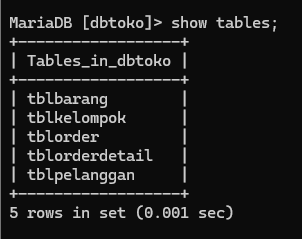 MariaDB [dbtoko]> show tables;
+------------------+
| Tables_in_dbtoko |
+------------------+
| tblbarang        |
| tblkelompok      |
| tblorder         |
| tblorderdetail   |
| tblpelanggan     |
+------------------+
5 rows in set (0.001 sec)